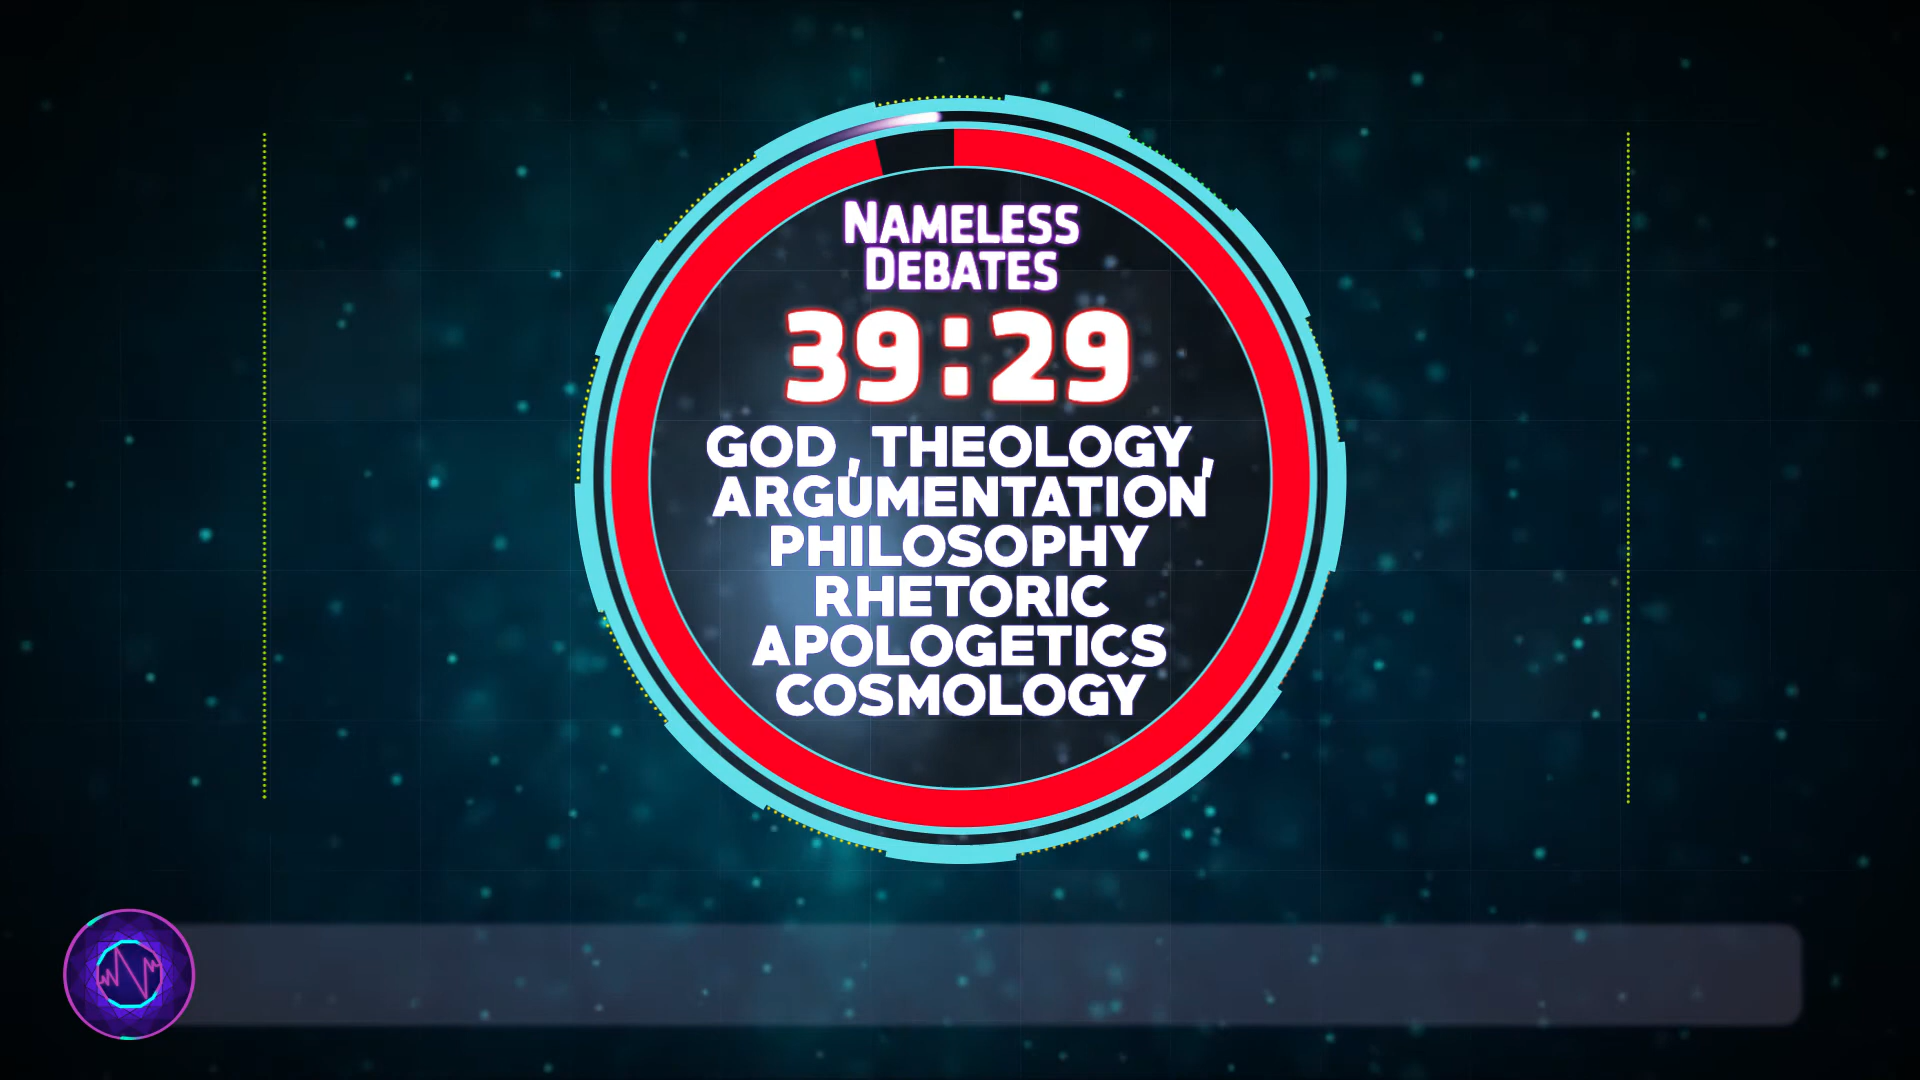 NAMELESS
DEBATES
39:29
GOD, THEOLOGY,
ARGUMENTATION
PHILOSOPHY
RHETORIC
APOLOGETICS
COSMOLOGY